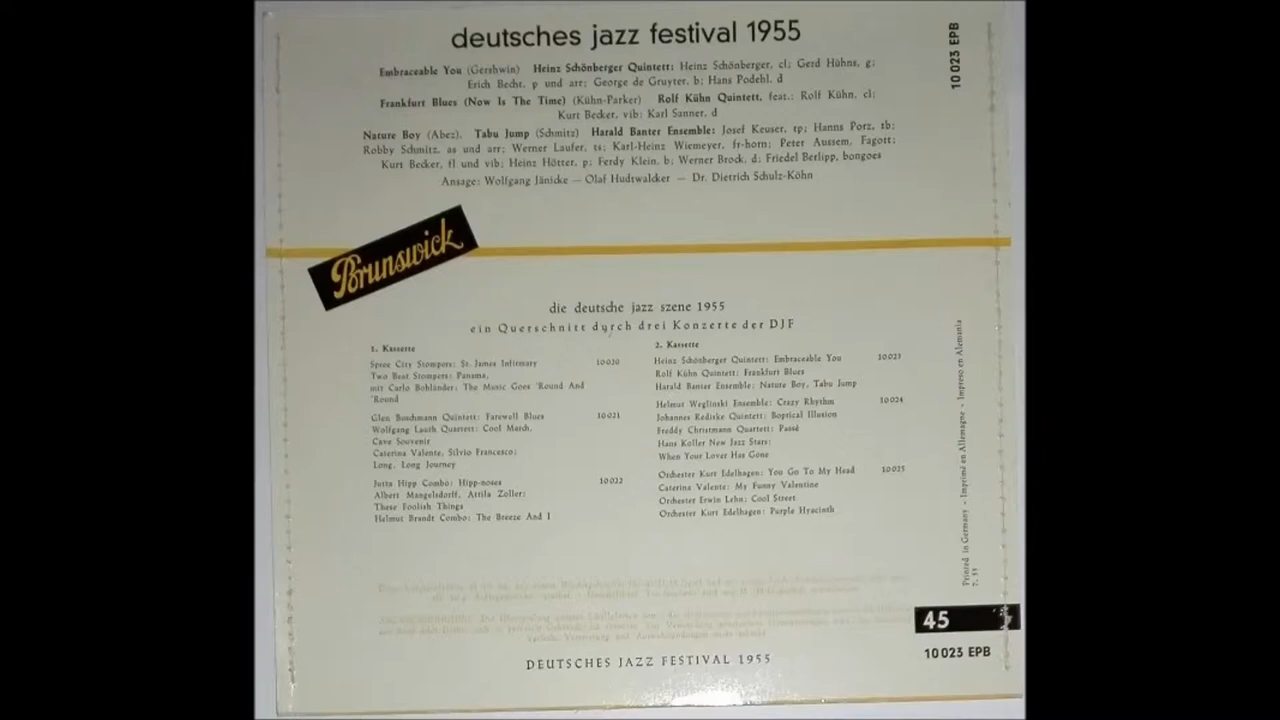 deutsches jazz festival 1955
10 023 EPB
Embraceable You (Gershwin) Heinz Schönberger Quintett: Heinz Schönberger, cl; Gerd Hühns, g;
Erich Becht, p und arr; George de Gruyter, b; Hans Podehl, d
Frankfurt Blues (Now Is The Time) (Kühn-Parker) Rolf Kühn Quintett, feat.: Rolf Kühn, cl;
Kurt Becker, vib; Karl Sanner, d
Nature Boy (Abez), Tabu Jump (Schmitz) Harald Banter Ensemble: Josef Keuser, tp; Hanns Porz, tb;
Robby Schmitz, as und arr; Werner Laufer, ts; Karl-Heinz Wiemeyer, fr-horn; Peter Aussem, Fagott;
Kurt Becker, fl und vib; Heinz Hötter, p; Ferdy Klein, b; Werner Brock, d; Friedel Berlipp, bongoes
Ansage: Wolfgang Jänicke — Olaf Hudtwalcker — Dr. Dietrich Schulz-Köhn
Brunswick
die deutsche jazz szene 1955
ein Querschnitt durch drei Konzerte der DJF
1. Kassette
Spree City Stompers: St. James Infirmary 10 020
Two Beat Stompers: Panama,
mit Carlo Bohländer: The Music Goes 'Round And
'Round
Glen Buschmann Quintett: Farewell Blues 10 021
Wolfgang Lauth Quartett: Cool March,
Cave Souvenir
Caterina Valente, Silvio Francesco:
Long, Long Journey
Jutta Hipp Combo: Hipp-noses 10 022
Albert Mangelsdorff, Attila Zoller:
These Foolish Things
Helmut Brandt Combo: The Breeze And I
2. Kassette
Heinz Schönberger Quintett: Embraceable You 10 023
Rolf Kühn Quintett: Frankfurt Blues
Harald Banter Ensemble: Nature Boy, Tabu Jump
Helmut Weglinski Ensemble: Crazy Rhythm 10 024
Johannes Rediske Quintett: Boptical Illusion
Freddy Christmann Quartett: Passé
Hans Koller New Jazz Stars:
When Your Lover Has Gone
Orchester Kurt Edelhagen: You Go To My Head 10 025
Caterina Valente: My Funny Valentine
Orchester Erwin Lehn: Cool Street
Orchester Kurt Edelhagen: Purple Hyacinth
Printed in Germany - Imprimé en Allemagne - Impreso en Alemania
DEUTSCHES JAZZ FESTIVAL 1955
45
10 023 EPB